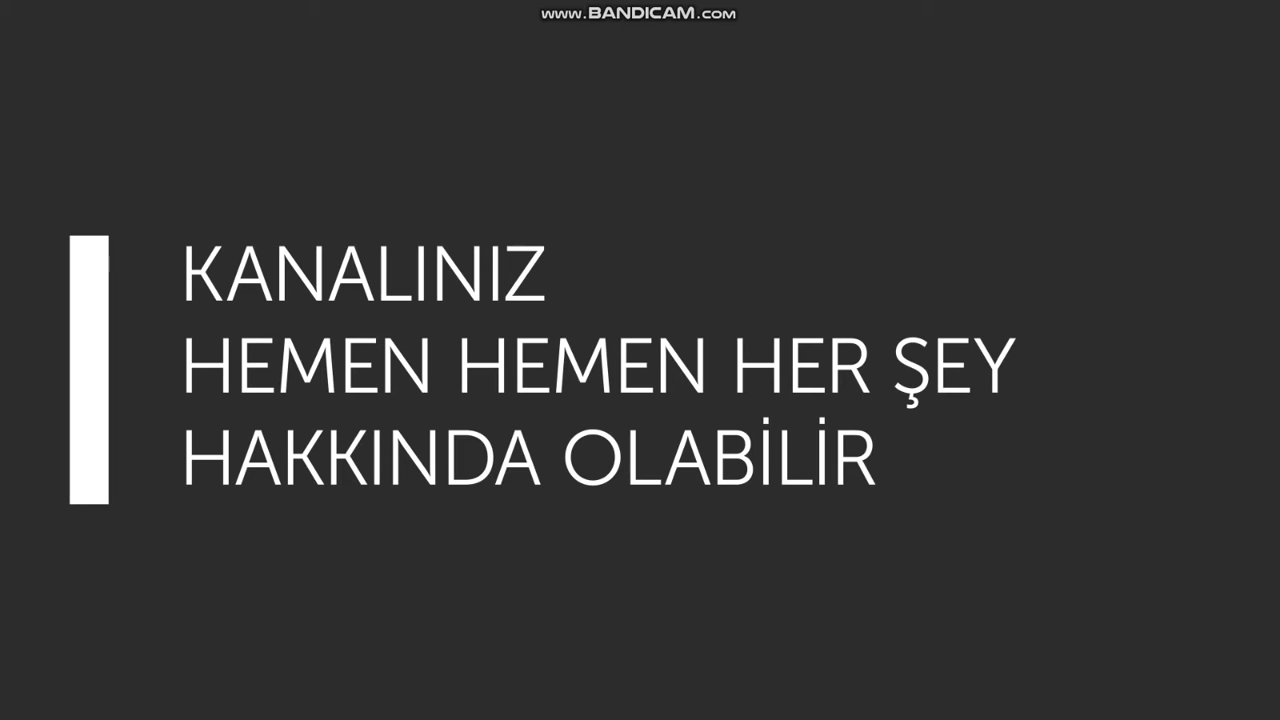 www.BANDICAM.com
KANALINIZ
HEMEN HEMEN HER ŞEY
HAKKINDA OLABİLİR